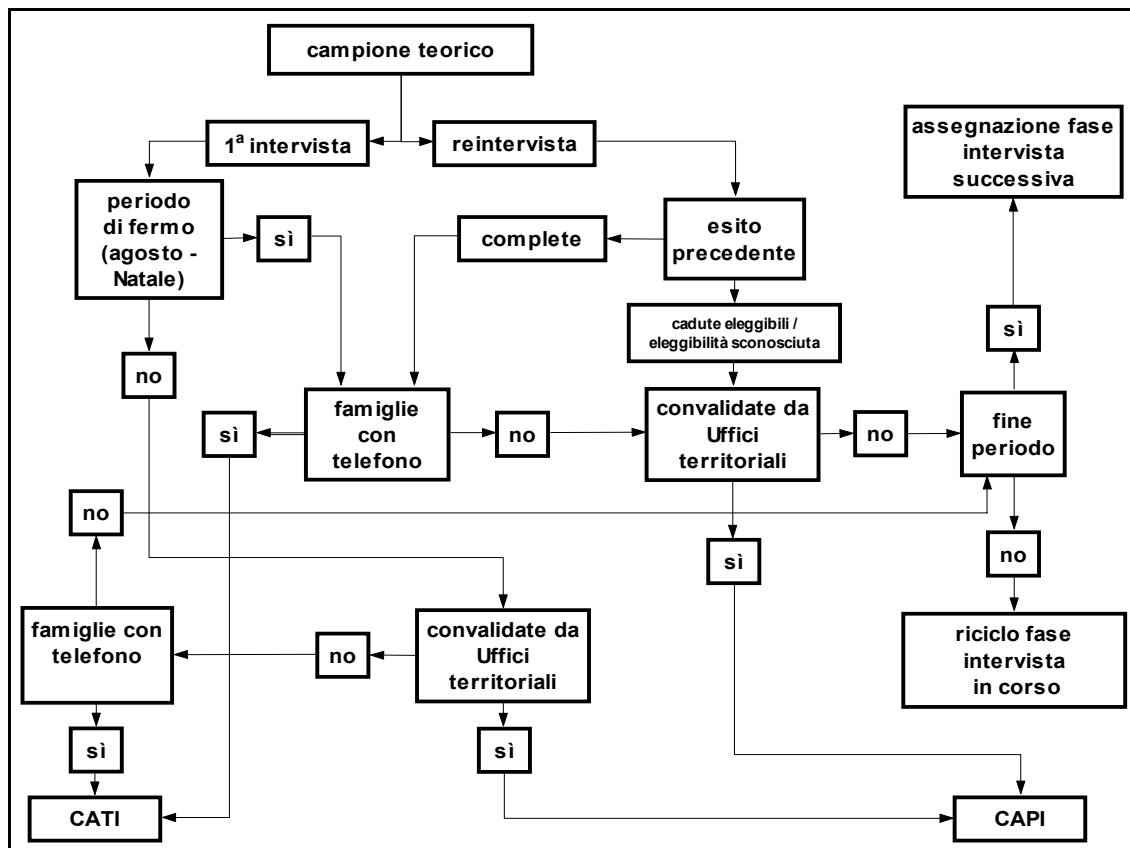 campione teorico
1ª intervista
reintervista
assegnazione fase
intervista
successiva
periodo
di fermo
(agosto -
Natale)
sì
complete
esito
precedente
cadute eleggibili /
eleggibilità sconosciuta
sì
no
sì
famiglie
con
telefono
no
convalidate da
Uffici
territoriali
no
fine
periodo
no
sì
no
famiglie con
telefono
no
convalidate da
Uffici
territoriali
riciclo fase
intervista
in corso
sì
sì
CATI
CAPI